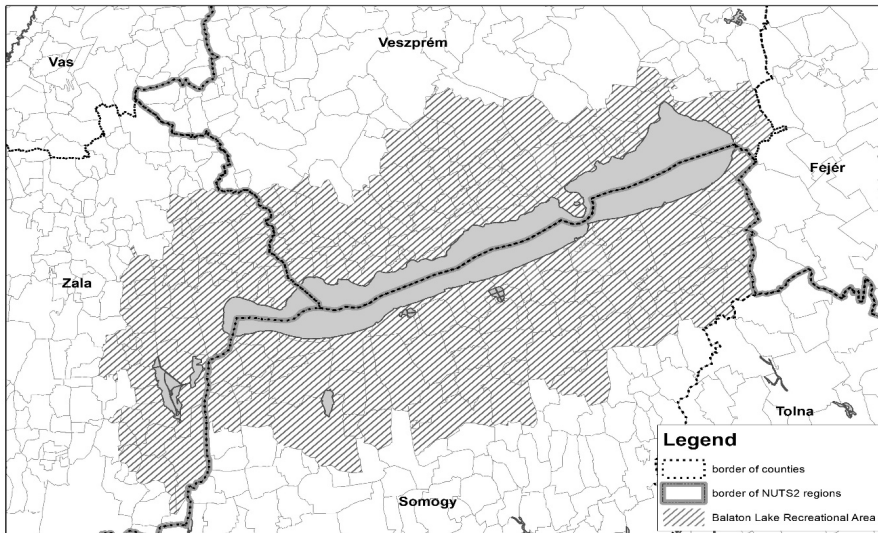 Veszprém
Vas
Fejér
Zala
Tolna
Somogy
Legend
border of counties
border of NUTS2 regions
Balaton Lake Recreational Area